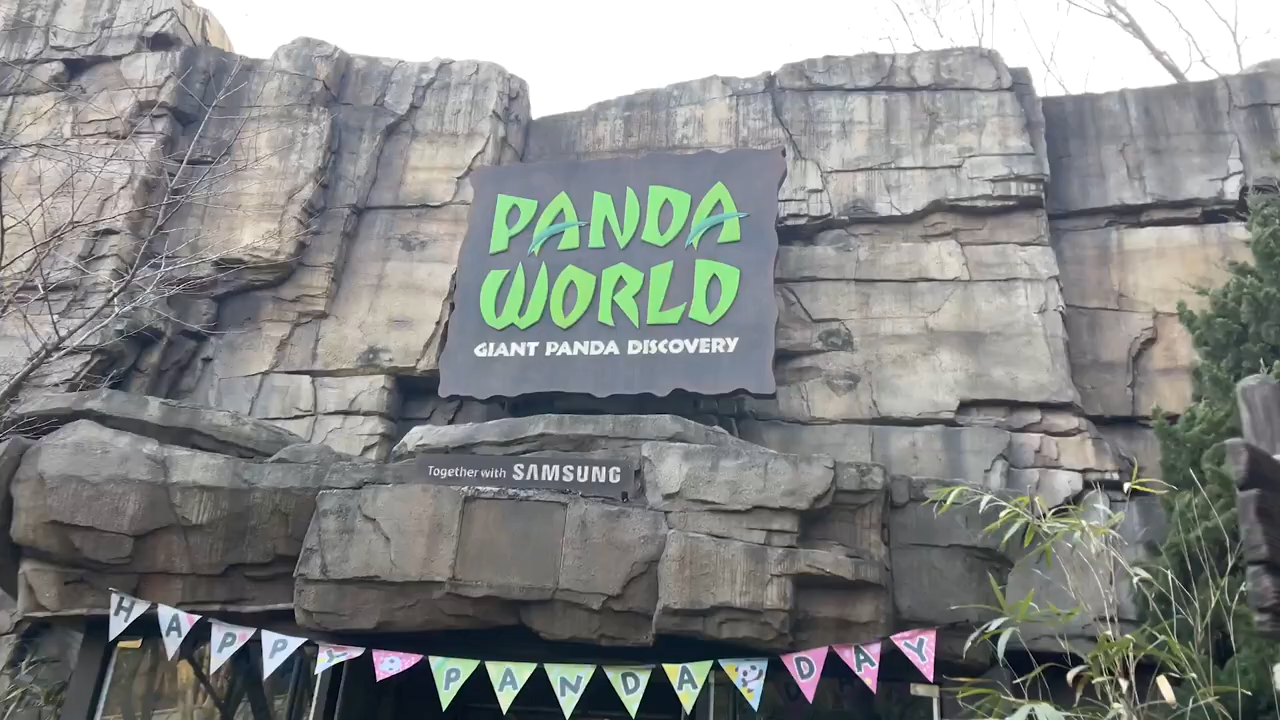 PANDA
WORLD
GIANT PANDA DISCOVERY
Together with SAMSUNG
HAPPY PANDA DAY